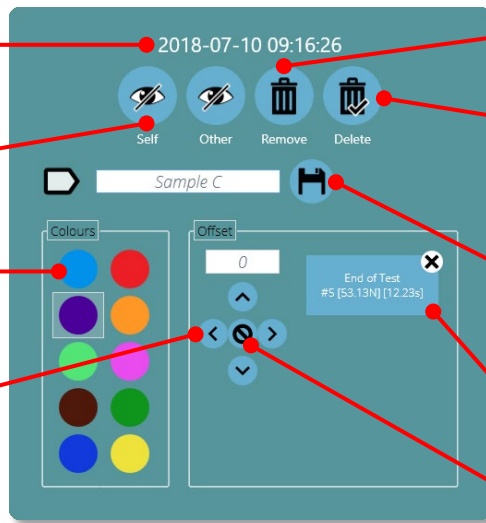 2018-07-10 09:16:26
Self Other Remove Delete
Sample C
Colours Offset
0
End of Test
#5 [53.13N] [12.23s]